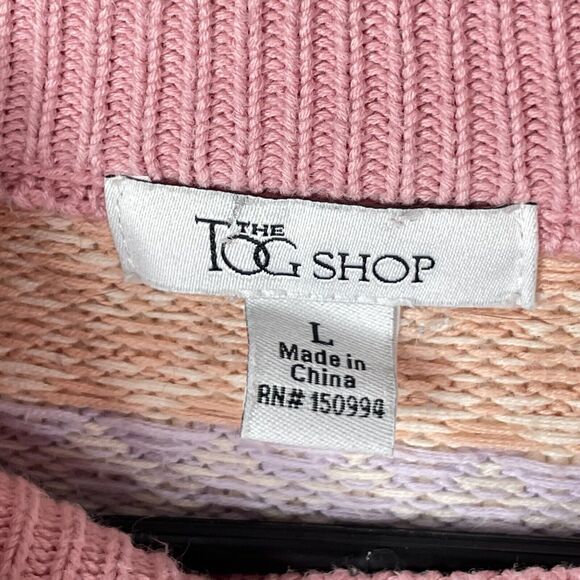 THE
TOG SHOP
L
Made in
China
RN# 150994